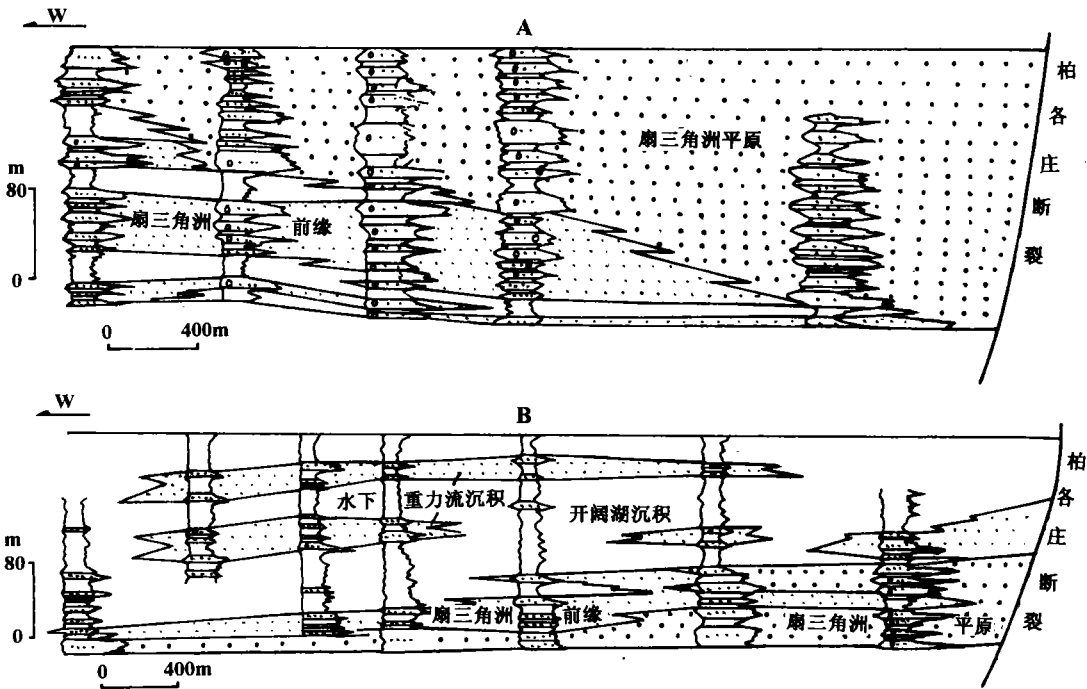 W
A
柏各庄断裂
扇三角洲平原
m
80
0
扇三角洲 前缘
0 400m
W
B
柏各庄断裂
水下 重力流沉积
开阔湖沉积
m
80
0
扇三角洲 前缘
扇三角洲 平原
0 400m